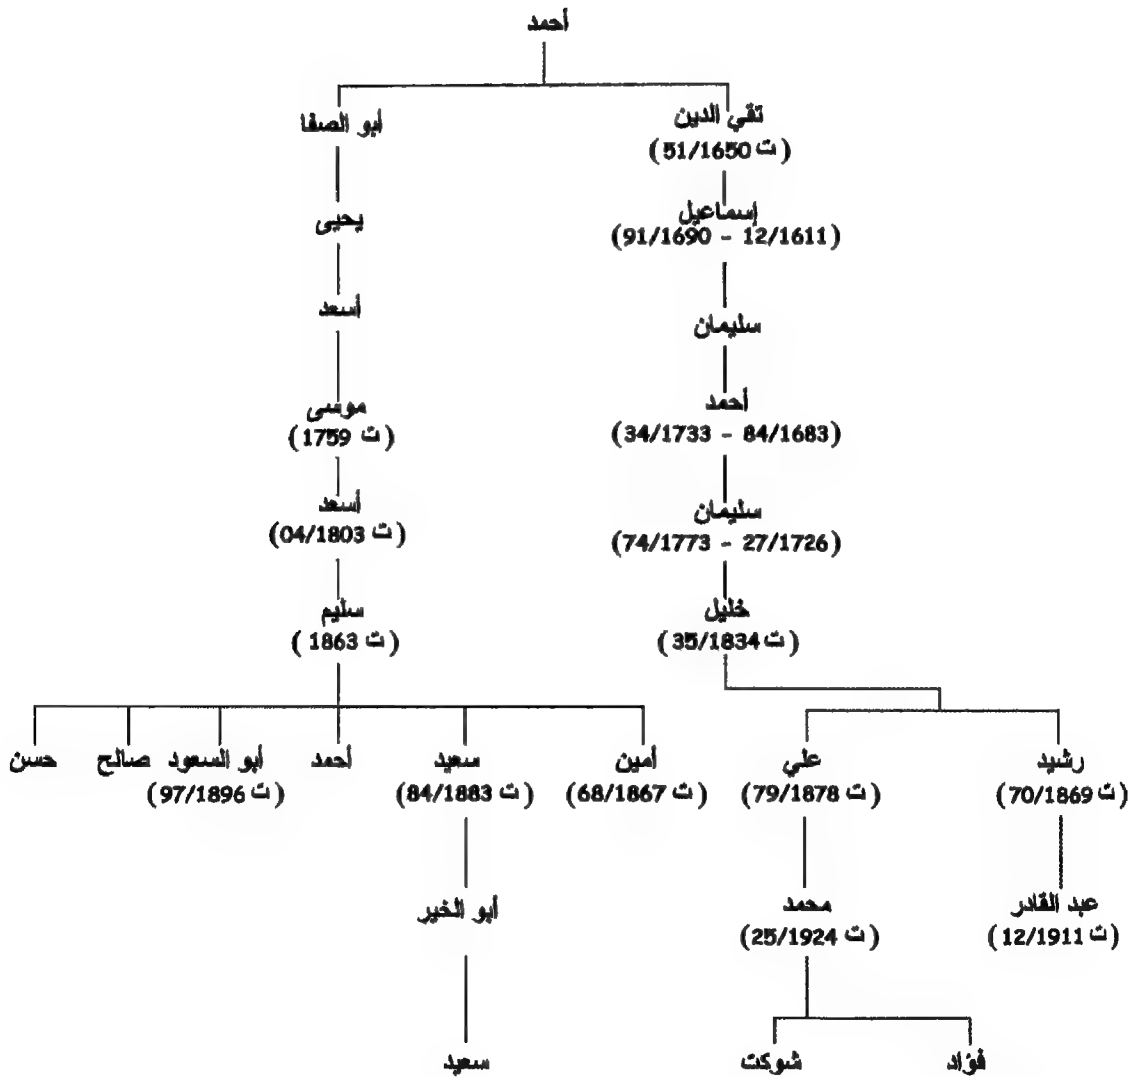 أحمد
تقي الدين
(ت 51/1650)
أبو الصفا
إسماعيل
(91/1690 - 12/1611)
يحيى
سليمان
أسعد
أحمد
(34/1733 - 84/1683)
موسى
(ت 1759)
سليمان
(74/1773 - 27/1726)
أسعد
(ت 04/1803)
خليل
(ت 35/1834)
سليم
(ت 1863)
رشيد
(ت 70/1869)
علي
(ت 79/1878)
أمين
(ت 68/1867)
سعيد
(ت 84/1883)
أحمد
أبو السعود
(ت 97/1896)
صالح
حسن
عبد القادر
(ت 12/1911)
محمد
(ت 25/1924)
أبو الخير
فؤاد
شوكت
سعيد